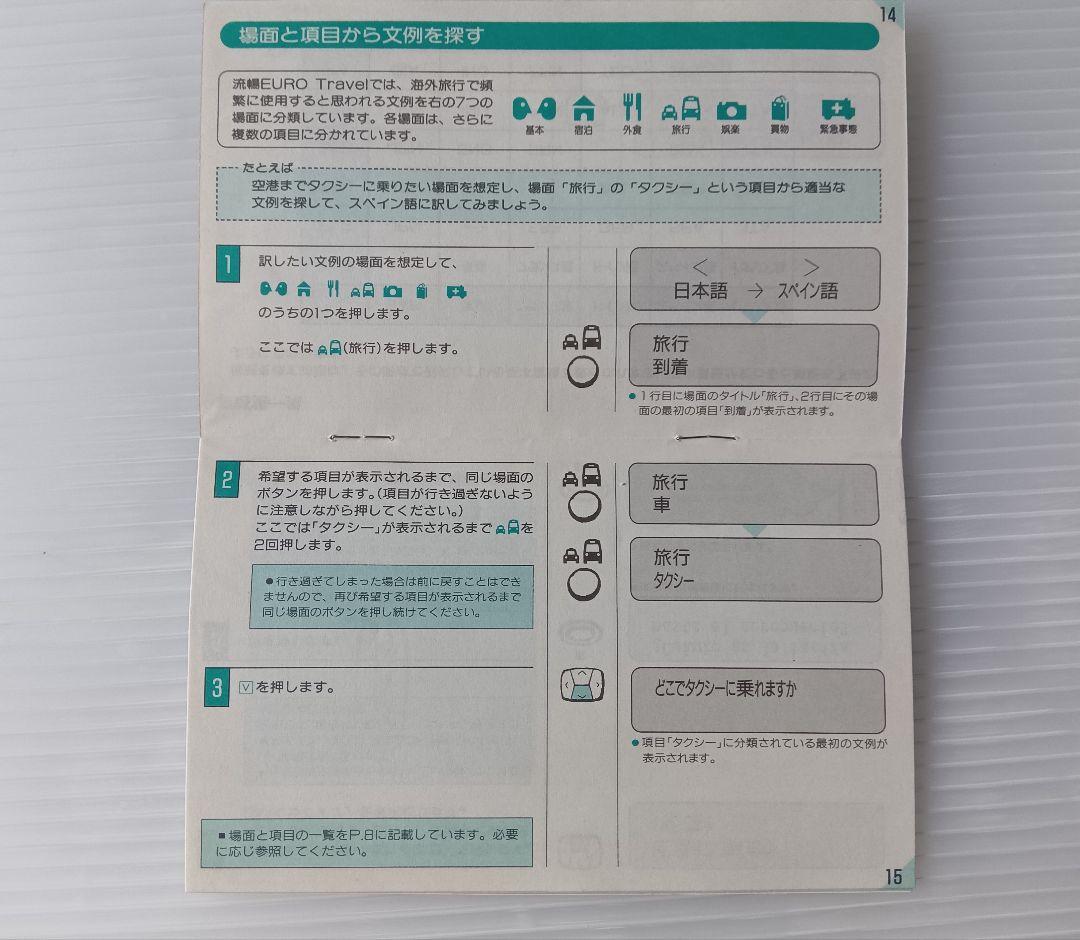 14
場面と項目から文例を探す
流暢EURO Travelでは、海外旅行で頻
繁に使用すると思われる文例を右の7つの
場面に分類しています。各場面は、さらに
複数の項目に分かれています。
基本 宿泊 外食 旅行 娯楽 買物 緊急事態
たとえば
空港までタクシーに乗りたい場面を想定し、場面「旅行」の「タクシー」という項目から適当な
文例を探して、スペイン語に訳してみましょう。
1 訳したい文例の場面を想定して、
のうちの1つを押します。
ここでは (旅行)を押します。
< >
日本語 → スペイン語
旅行
到着
●1行目に場面のタイトル「旅行」、2行目にその場
面の最初の項目「到着」が表示されます。
2 希望する項目が表示されるまで、同じ場面の
ボタンを押します。(項目が行き過ぎないよう
に注意しながら押してください。)
ここでは「タクシー」が表示されるまで を
2回押します。
●行き過ぎてしまった場合は前に戻すことはでき
ませんので、再び希望する項目が表示されるまで
同じ場面のボタンを押し続けてください。
旅行
車
旅行
タクシー
3 ∨を押します。
どこでタクシーに乗れますか
●項目「タクシー」に分類されている最初の文例が
表示されます。
■場面と項目の一覧をP.8に記載しています。必要
に応じ参照してください。
15